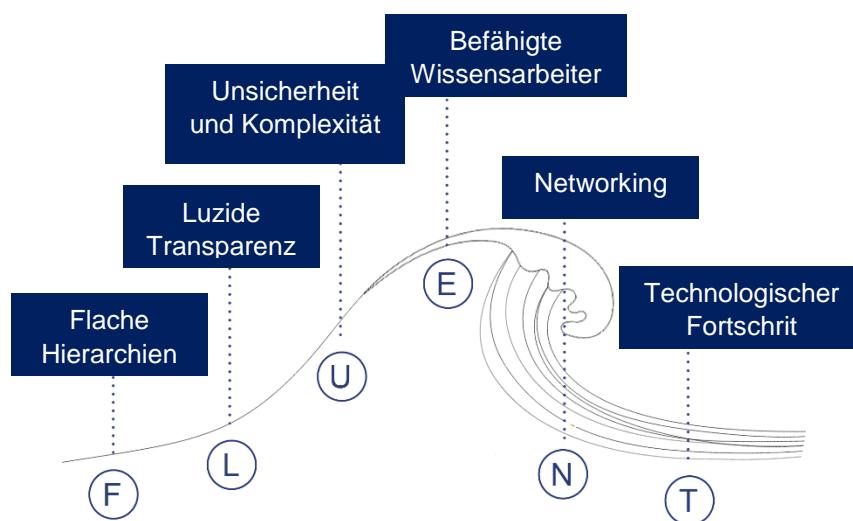 Befähigte
Wissensarbeiter
Unsicherheit
und Komplexität
Networking
Luzide
Transparenz
Technologischer
Fortschrit
Flache
Hierarchien
F
L
U
E
N
T